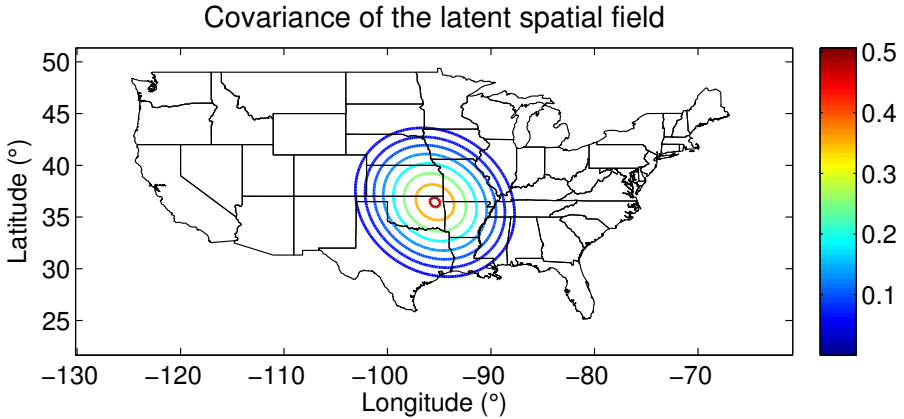 Covariance of the latent spatial field
50
45
40
35
30
25
Latitude (°)
−130 −120 −110 −100 −90 −80 −70
Longitude (°)
0.5
0.4
0.3
0.2
0.1